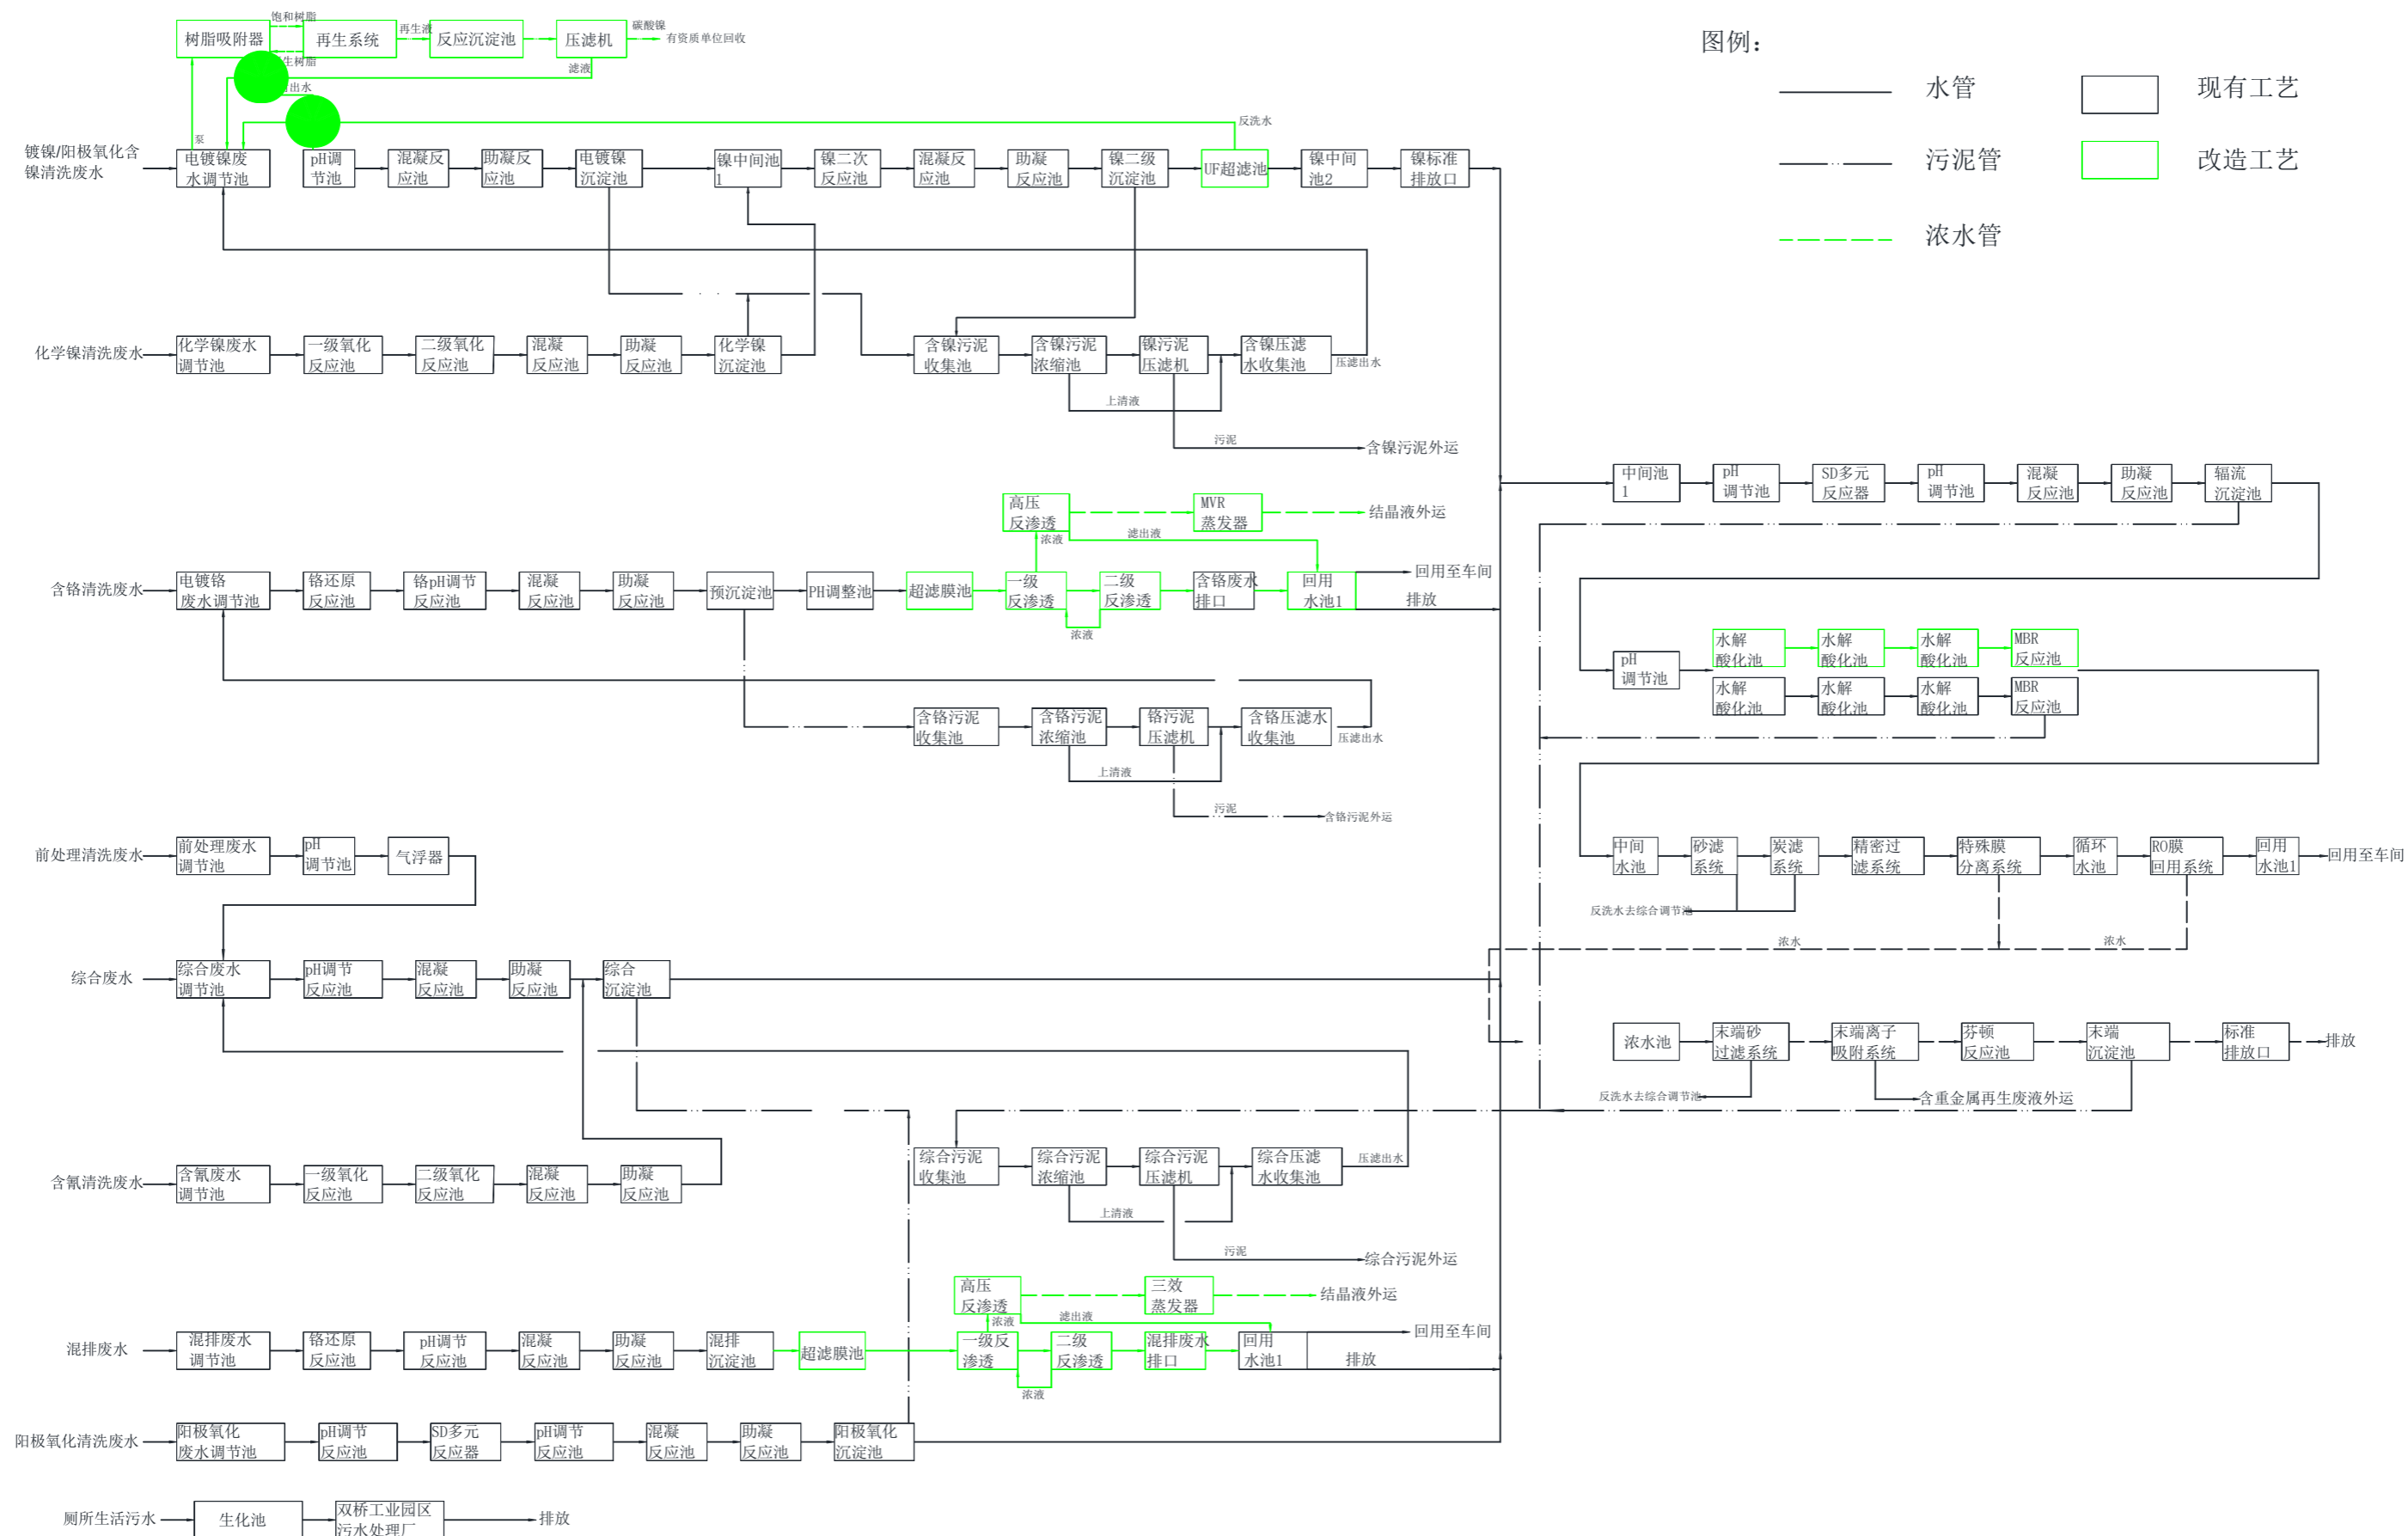 饱和树脂
树脂吸附器
再生系统
再生液
反应沉淀池
压滤机
碳酸镍
有资质单位回收
生树脂
滤液
出水
泵
反洗水
镀镍/阳极氧化含
镍清洗废水
电镀镍废
水调节池
pH调
节池
混凝反
应池
助凝反
应池
电镀镍
沉淀池
镍中间池
1
镍二次
反应池
混凝反
应池
助凝
反应池
镍二级
沉淀池
UF超滤池
镍中间
池2
镍标准
排放口
图例：
水管
现有工艺
污泥管
改造工艺
浓水管
化学镍清洗废水
化学镍废水
调节池
一级氧化
反应池
二级氧化
反应池
混凝
反应池
助凝
反应池
化学镍
沉淀池
含镍污泥
收集池
含镍污泥
浓缩池
镍污泥
压滤机
含镍压滤
水收集池
压滤出水
上清液
污泥
含镍污泥外运
中间池
1
pH
调节池
SD多元
反应器
pH
调节池
混凝
反应池
助凝
反应池
辐流
沉淀池
高压
反渗透
MVR
蒸发器
结晶液外运
浓液
滤出液
含铬清洗废水
电镀铬
废水调节池
铬还原
反应池
铬pH调节
反应池
混凝
反应池
助凝
反应池
预沉淀池
PH调整池
超滤膜池
一级
反渗透
二级
反渗透
含铬废水
排口
回用
水池1
回用至车间
排放
浓液
pH
调节池
水解
酸化池
水解
酸化池
水解
酸化池
MBR
反应池
水解
酸化池
水解
酸化池
水解
酸化池
MBR
反应池
含铬污泥
收集池
含铬污泥
浓缩池
铬污泥
压滤机
含铬压滤水
收集池
压滤出水
上清液
污泥
含铬污泥外运
前处理清洗废水
前处理废水
调节池
pH
调节池
气浮器
中间
水池
砂滤
系统
炭滤
系统
精密过
滤系统
特殊膜
分离系统
循环
水池
RO膜
回用系统
回用
水池1
回用至车间
反洗水去综合调节池
浓水
浓水
综合废水
综合废水
调节池
pH调节
反应池
混凝
反应池
助凝
反应池
综合
沉淀池
浓水池
末端砂
过滤系统
末端离子
吸附系统
芬顿
反应池
末端
沉淀池
标准
排放口
排放
反洗水去综合调节池
含重金属再生废液外运
含氰清洗废水
含氰废水
调节池
一级氧化
反应池
二级氧化
反应池
混凝
反应池
助凝
反应池
综合污泥
收集池
综合污泥
浓缩池
综合污泥
压滤机
综合压滤
水收集池
压滤出水
上清液
污泥
综合污泥外运
高压
反渗透
三效
蒸发器
结晶液外运
浓液
滤出液
混排废水
混排废水
调节池
铬还原
反应池
pH调节
反应池
混凝
反应池
助凝
反应池
混排
沉淀池
超滤膜池
一级反
渗透
二级
反渗透
混排废水
排口
回用
水池1
回用至车间
排放
浓液
阳极氧化清洗废水
阳极氧化
废水调节池
pH调节
反应池
SD多元
反应器
pH调节
反应池
混凝
反应池
助凝
反应池
阳极氧化
沉淀池
厕所生活污水
生化池
双桥工业园区
污水处理厂
排放